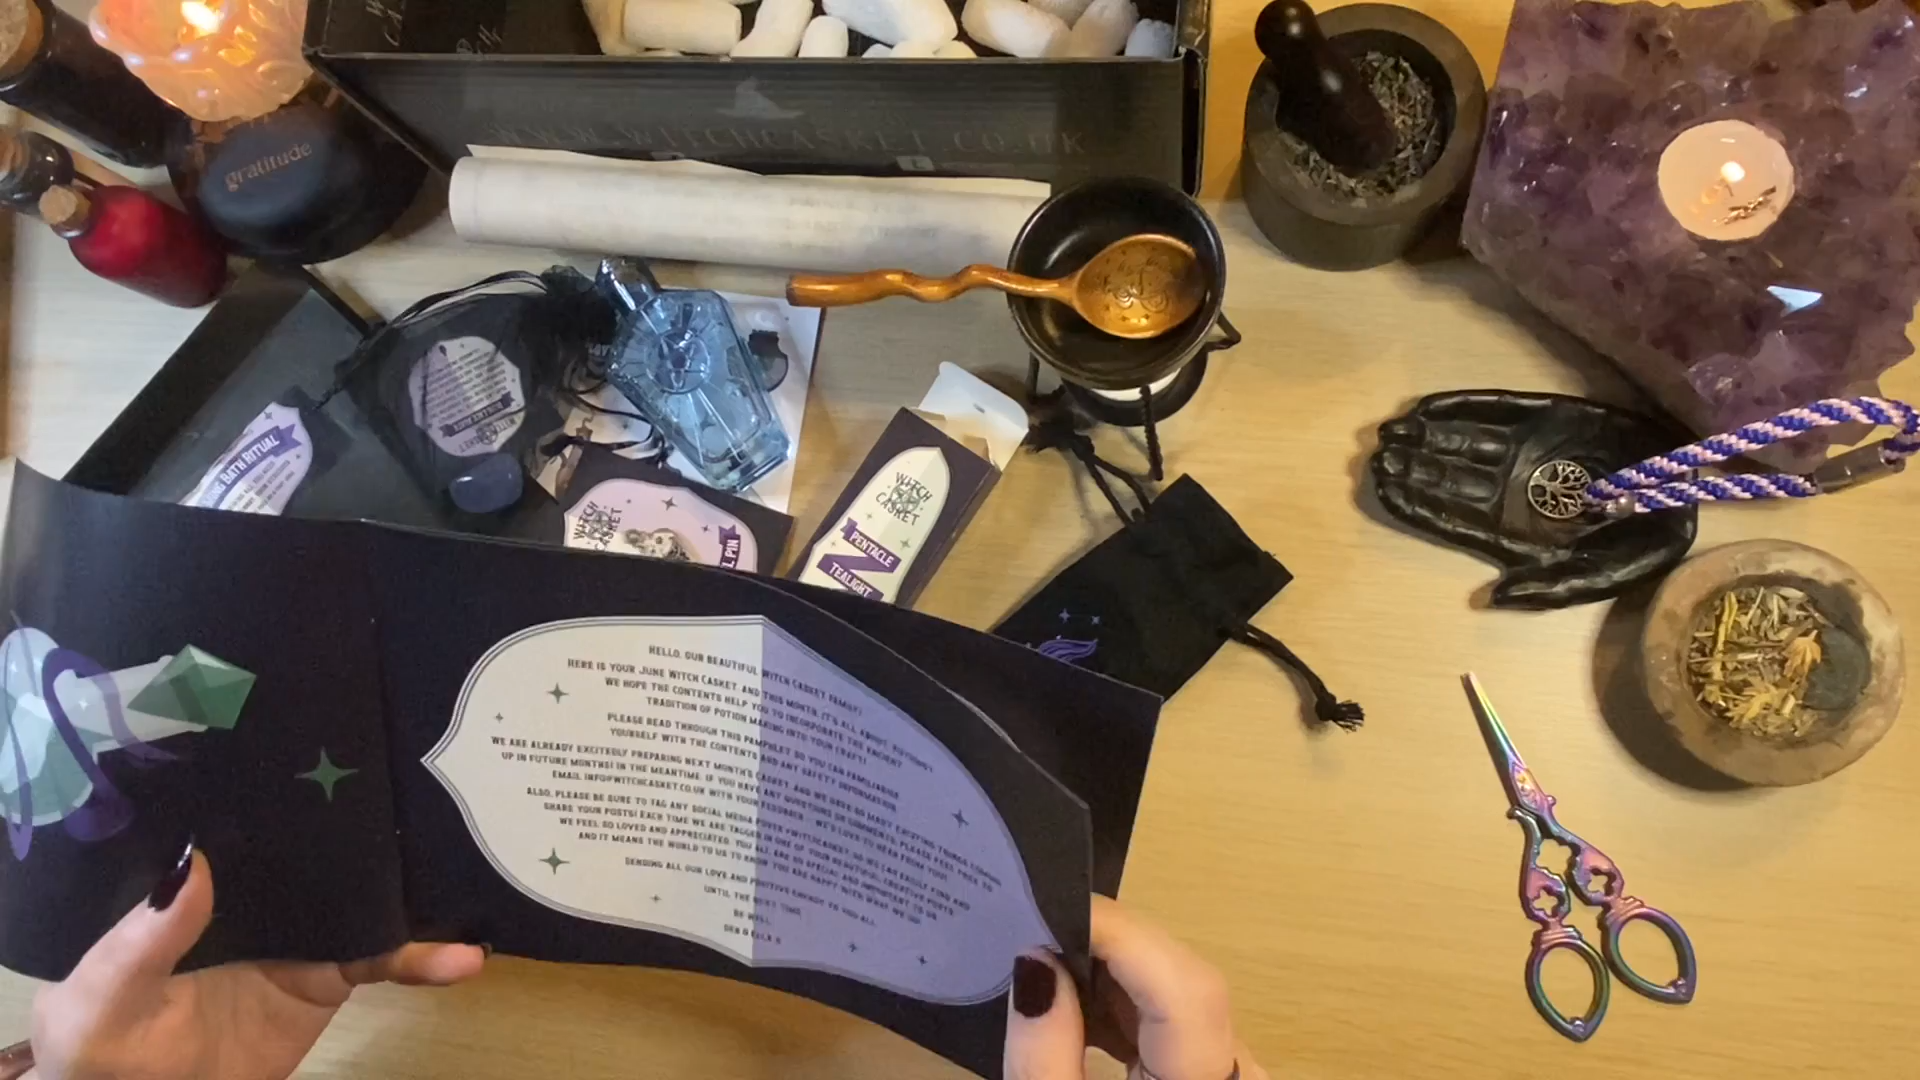 WWW.WITCHCASKET.CO.UK
gratitude
BATH RITUAL
WITCH
CASKET
WITCH
CASKET
PIN
WITCH
CASKET
PENTACLE
TEALIGHT
HELLO, OUR BEAUTIFUL WITCH CASKET FAMILY!
HERE IS YOUR JUNE WITCH CASKET, AND THIS MONTH, IT'S ALL ABOUT POTIONS!
WE HOPE THE CONTENTS HELP YOU TO INCORPORATE THE ANCIENT
TRADITION OF POTION MAKING INTO YOUR CRAFT!
PLEASE READ THROUGH THIS PAMPHLET SO YOU CAN FAMILIARISE
YOURSELF WITH THE CONTENTS AND ANY SAFETY INFORMATION.
WE ARE ALREADY EXCITEDLY PREPARING NEXT MONTH'S CASKET, AND WE HAVE SO MANY EXCITING THINGS COMING
UP IN FUTURE MONTHS! IN THE MEANTIME, IF YOU HAVE ANY QUESTIONS OR COMMENTS, PLEASE FEEL FREE TO
EMAIL INFO@WITCHCASKET.CO.UK WITH YOUR FEEDBACK - WE'D LOVE TO HEAR FROM YOU!
ALSO, PLEASE BE SURE TO TAG ANY SOCIAL MEDIA POSTS #WITCHCASKET, SO WE CAN EASILY FIND AND
SHARE YOUR POSTS! EACH TIME WE ARE TAGGED IN ONE OF YOUR BEAUTIFUL, CREATIVE POSTS,
WE FEEL SO LOVED AND APPRECIATED. YOU ALL ARE SO SPECIAL AND IMPORTANT TO US
AND IT MEANS THE WORLD TO US TO KNOW YOU ARE HAPPY WITH WHAT WE DO!
SENDING ALL OUR LOVE AND POSITIVE ENERGY TO YOU ALL.
UNTIL THE NEXT TIME,
BE WELL,